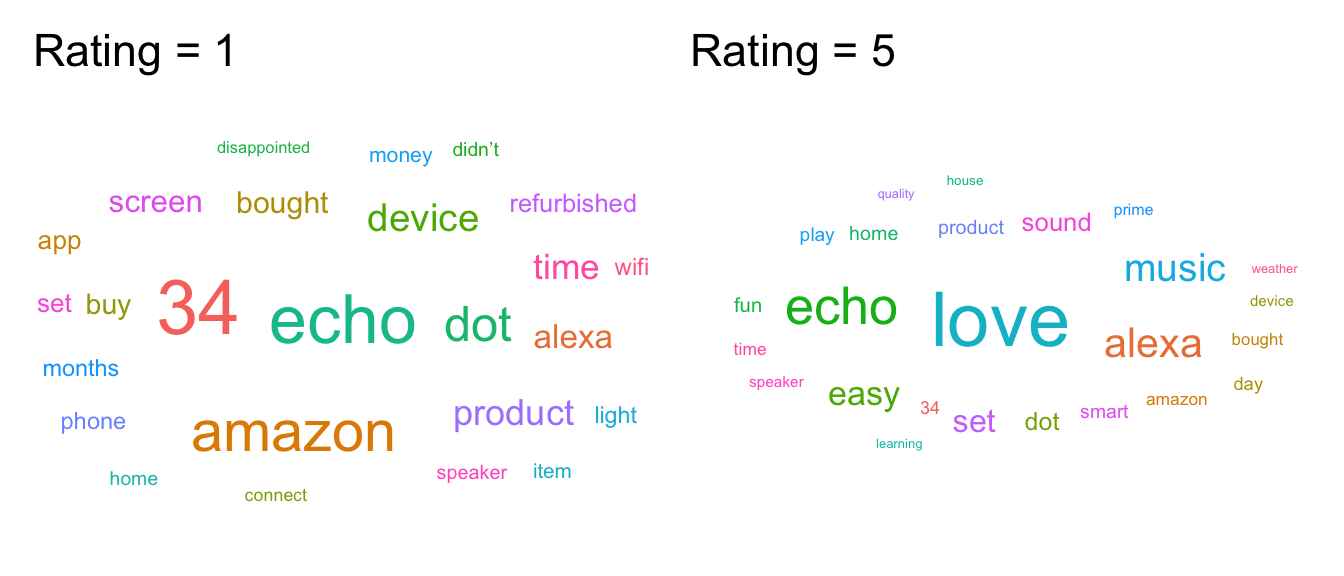 Rating = 1
disappointed money didn’t
screen bought device refurbished
app
time wifi
set buy 34 echo dot alexa
months
phone amazon product light
home speaker item
connect
Rating = 5
house
quality
play home product sound prime
music weather
fun echo love device
time alexa bought
speaker easy day
34 set dot smart amazon
learning